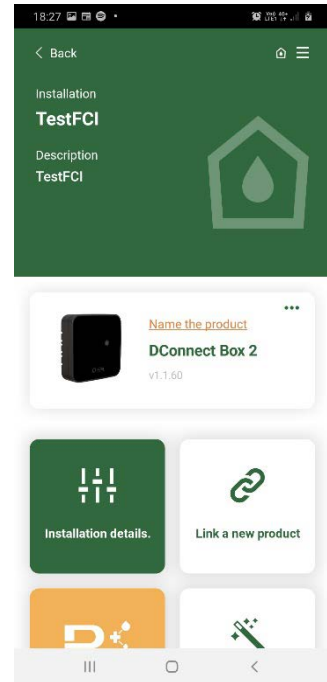 18:27
Back
Installation
TestFCI
Description
TestFCI
Name the product
DConnect Box 2
v1.1.60
Installation details.
Link a new product